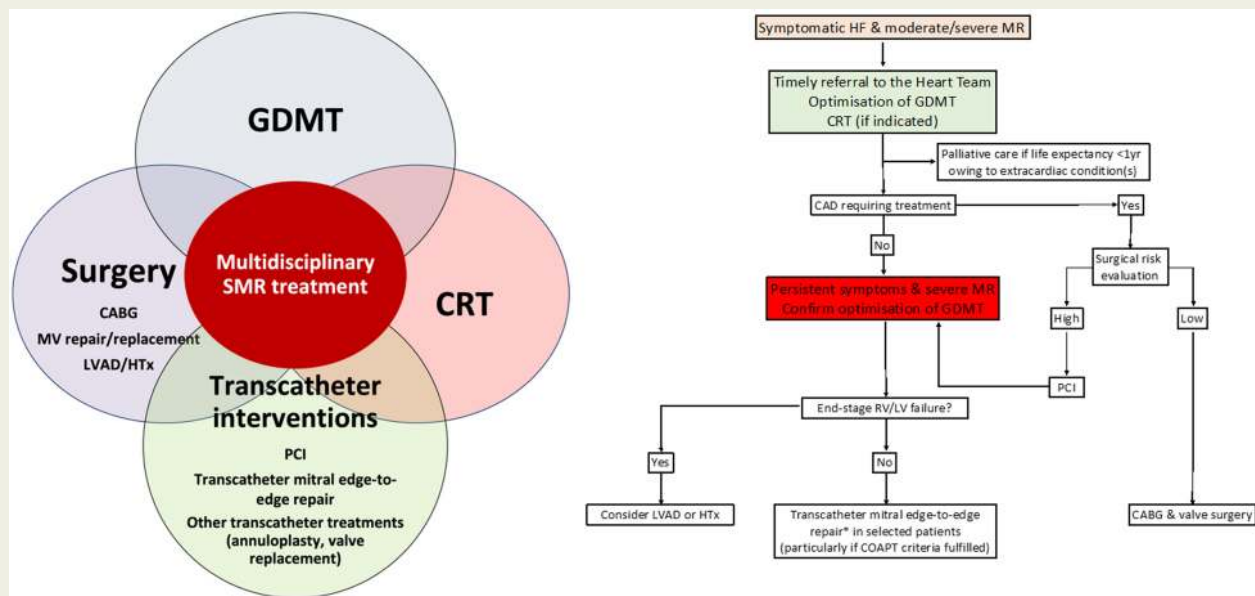 GDMT
Surgery
CABG
MV repair/replacement
LVAD/HTx
Multidisciplinary
SMR treatment
CRT
Transcatheter
interventions
PCI
Transcatheter mitral edge-to-
edge repair
Other transcatheter treatments
(annuloplasty, valve
replacement)
Symptomatic HF & moderate/severe MR
Timely referral to the Heart Team
Optimisation of GDMT
CRT (if indicated)
Palliative care if life expectancy <1yr
owing to extracardiac condition(s)
CAD requiring treatment
Yes
No
Surgical risk
evaluation
Persistent symptoms & severe MR
Confirm optimisation of GDMT
High
Low
PCI
End-stage RV/LV failure?
Yes
No
Consider LVAD or HTx
Transcatheter mitral edge-to-edge
repair* in selected patients
(particularly if COAPT criteria fulfilled)
CABG & valve surgery